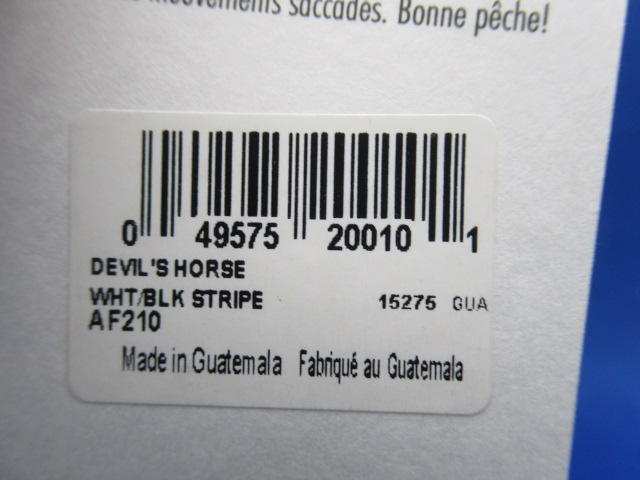 mouvements saccadés. Bonne pêche!
0 49575 20010 1
DEVIL'S HORSE
WHT/BLK STRIPE 15275 GUA
AF210
Made in Guatemala Fabriqué au Guatemala